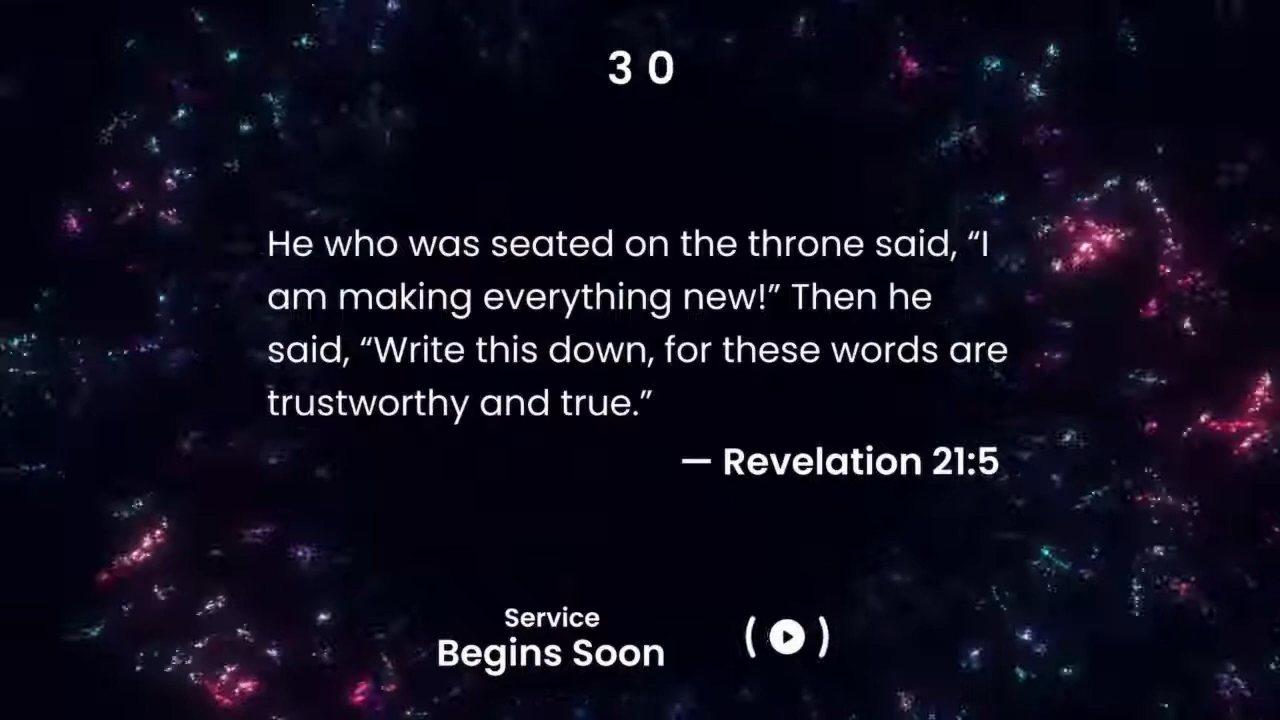 3 0
He who was seated on the throne said, “I
am making everything new!” Then he
said, “Write this down, for these words are
trustworthy and true.”
— Revelation 21:5
Service
Begins Soon